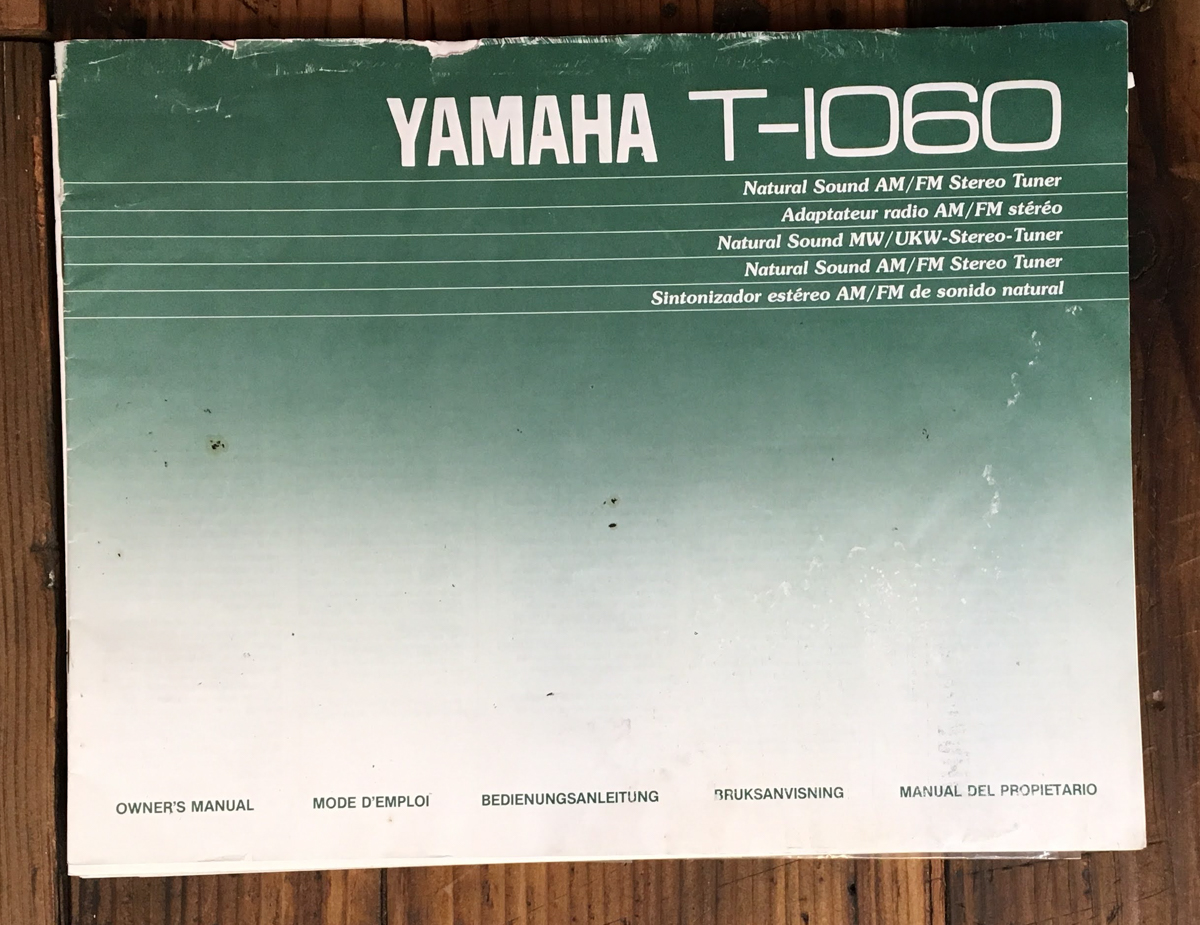 YAMAHA T-1060
Natural Sound AM/FM Stereo Tuner
Adaptateur radio AM/FM stéréo
Natural Sound MW/UKW-Stereo-Tuner
Natural Sound AM/FM Stereo Tuner
Sintonizador estéreo AM/FM de sonido natural
OWNER'S MANUAL MODE D'EMPLOI BEDIENUNGSANLEITUNG BRUKSANVISNING MANUAL DEL PROPIETARIO